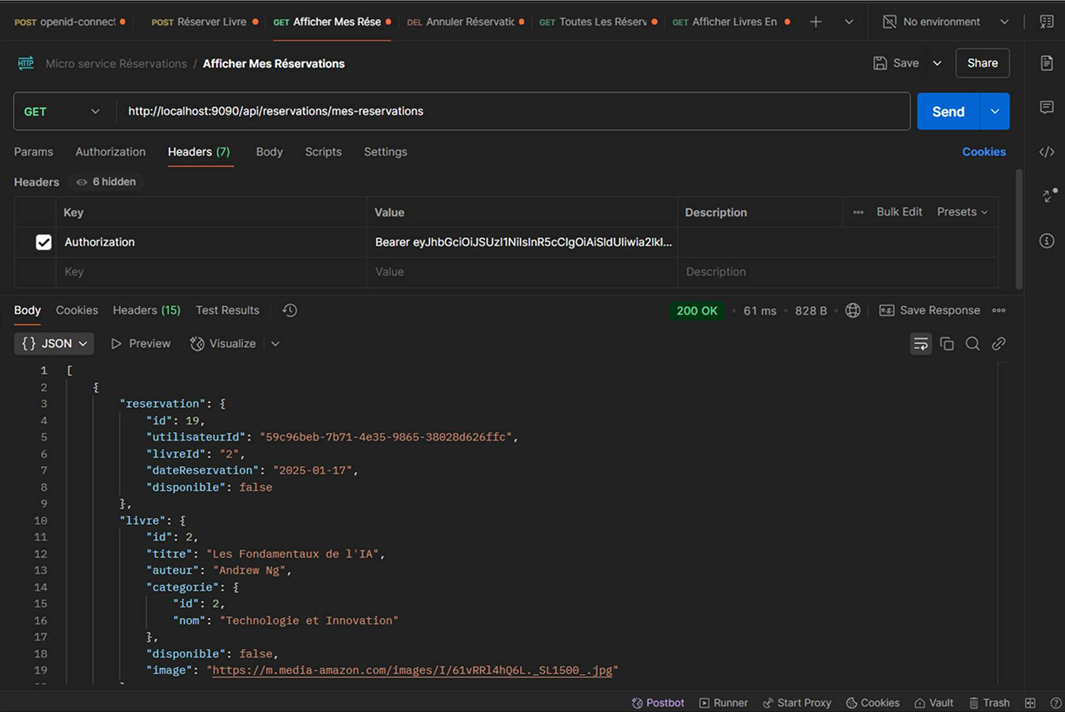 POST openid-connect POST Réserver Livre GET Afficher Mes Rése DEL Annuler Réservatic GET Toutes Les Réserv GET Afficher Livres En No environment
HTTP Micro service Réservations / Afficher Mes Réservations Save Share
GET http://localhost:9090/api/reservations/mes-reservations Send
Params Authorization Headers (7) Body Scripts Settings Cookies
Headers 6 hidden
Key Value Description Bulk Edit Presets
Authorization Bearer
Key Value Description
Body Cookies Headers (15) Test Results 200 OK 61 ms 828 B Save Response
{} JSON Preview Visualize
1 [
2 {
3 "reservation": {
4 "id": 19,
5 "utilisateurId": "59c96beb-7b71-4e35-9865-38028d626ffc",
6 "livreId": "2",
7 "dateReservation": "2025-01-17",
8 "disponible": false
9 },
10 "livre": {
11 "id": 2,
12 "titre": "Les Fondamentaux de l'IA",
13 "auteur": "Andrew Ng",
14 "categorie": {
15 "id": 2,
16 "nom": "Technologie et Innovation"
17 },
18 "disponible": false,
19 "image": "https://m.media-amazon.com/images/I/61vRRl4hQ6L._SL1500_.jpg"
Postbot Runner Start Proxy Cookies Vault Trash